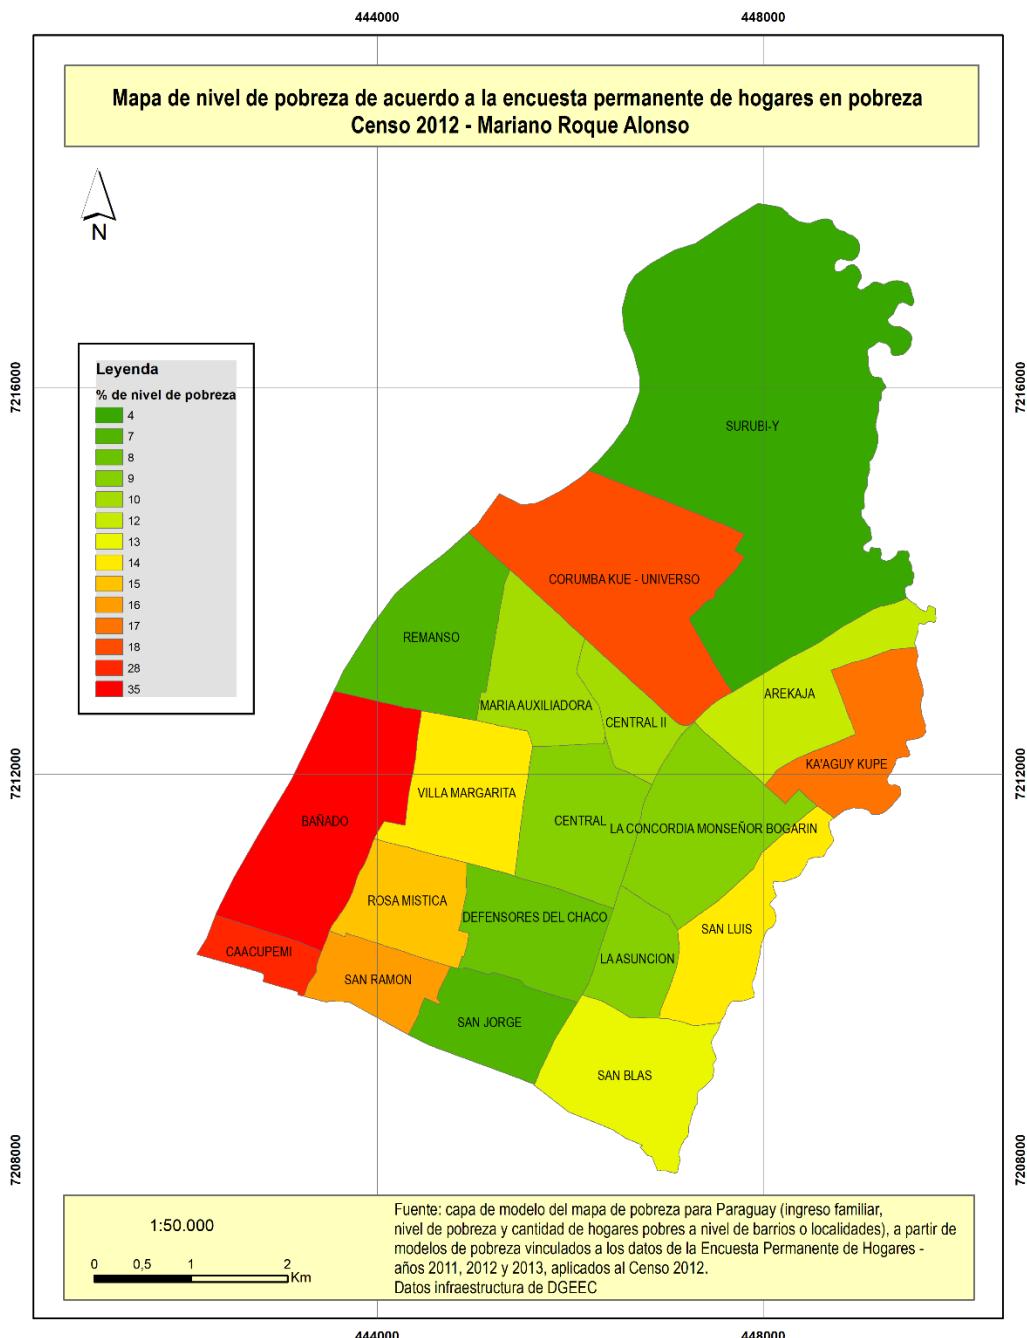 444000
448000
Mapa de nivel de pobreza de acuerdo a la encuesta permanente de hogares en pobreza
Censo 2012 - Mariano Roque Alonso
N
Leyenda
% de nivel de pobreza
4
7
8
9
10
12
13
14
15
16
17
18
28
35
7216000
7216000
7212000
7212000
7208000
7208000
SURUBI-Y
CORUMBA KUE - UNIVERSO
REMANSO
AREKAJA
MARIA AUXILIADORA
CENTRAL II
KA'AGUY KUPE
VILLA MARGARITA
BAÑADO
CENTRAL
LA CONCORDIA MONSEÑOR BOGARIN
ROSA MISTICA
DEFENSORES DEL CHACO
SAN LUIS
CAACUPEMI
LA ASUNCION
SAN RAMON
SAN JORGE
SAN BLAS
1:50.000
0 0,5 1 2
Km
Fuente: capa de modelo del mapa de pobreza para Paraguay (ingreso familiar,
nivel de pobreza y cantidad de hogares pobres a nivel de barrios o localidades), a partir de
modelos de pobreza vinculados a los datos de la Encuesta Permanente de Hogares -
años 2011, 2012 y 2013, aplicados al Censo 2012.
Datos infraestructura de DGEEC
444000
448000